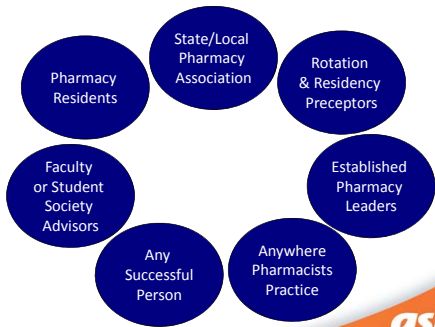 State/Local
Pharmacy
Association
Rotation
& Residency
Preceptors
Established
Pharmacy
Leaders
Anywhere
Pharmacists
Practice
Any
Successful
Person
Faculty
or Student
Society
Advisors
Pharmacy
Residents
as